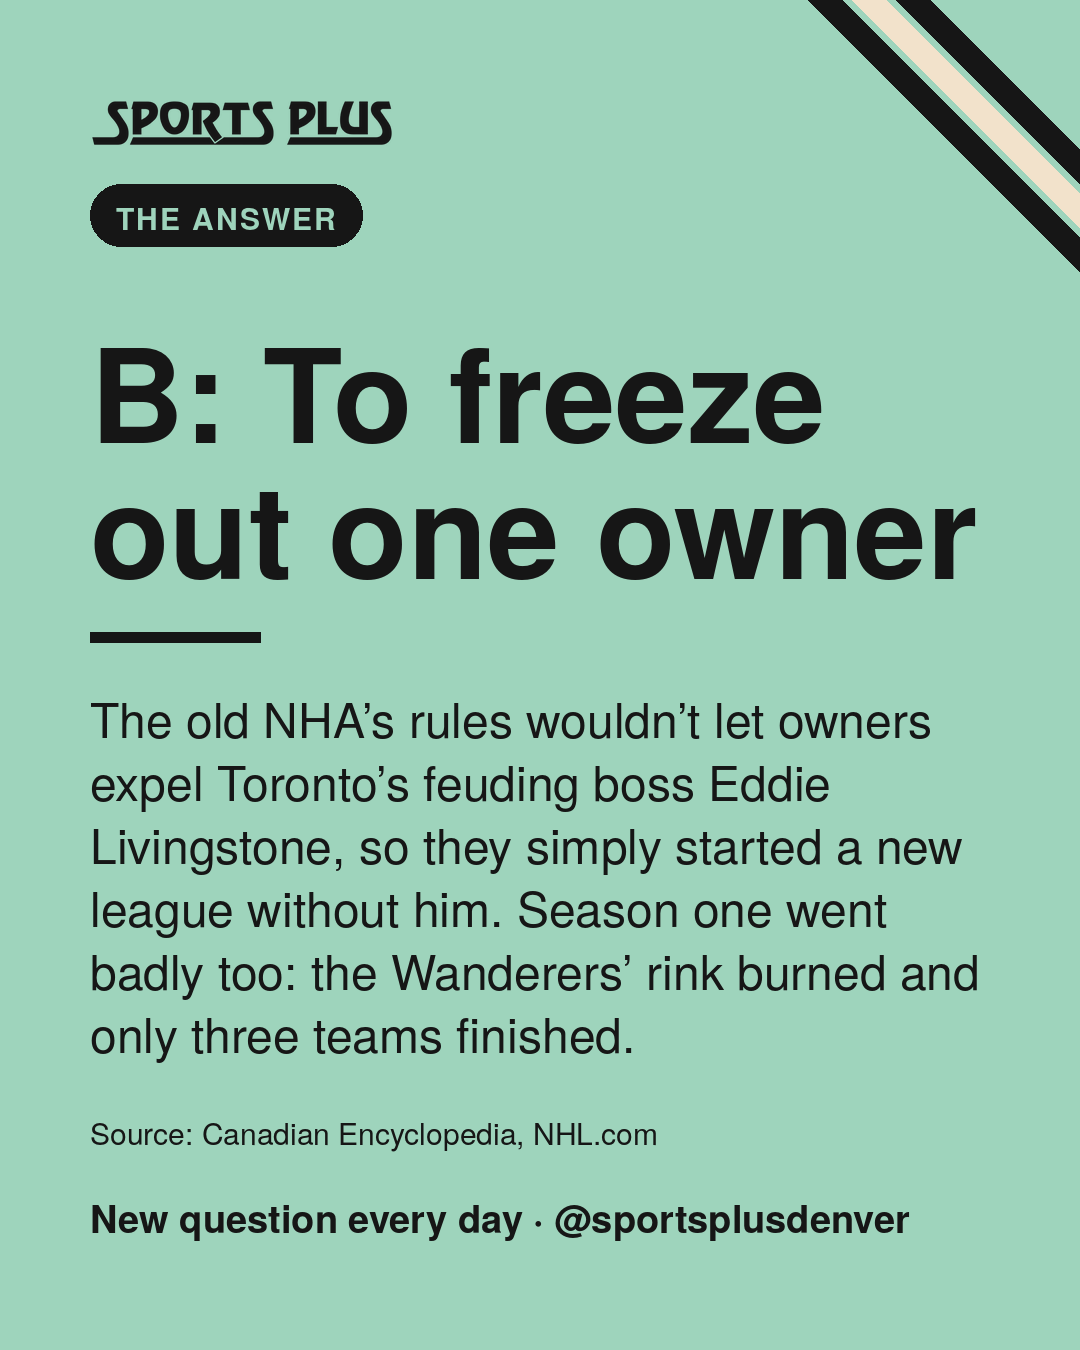 SPORTS PLUS
THE ANSWER
B: To freeze
out one owner
The old NHA’s rules wouldn’t let owners
expel Toronto’s feuding boss Eddie
Livingstone, so they simply started a new
league without him. Season one went
badly too: the Wanderers’ rink burned and
only three teams finished.
Source: Canadian Encyclopedia, NHL.com
New question every day · @sportsplusdenver